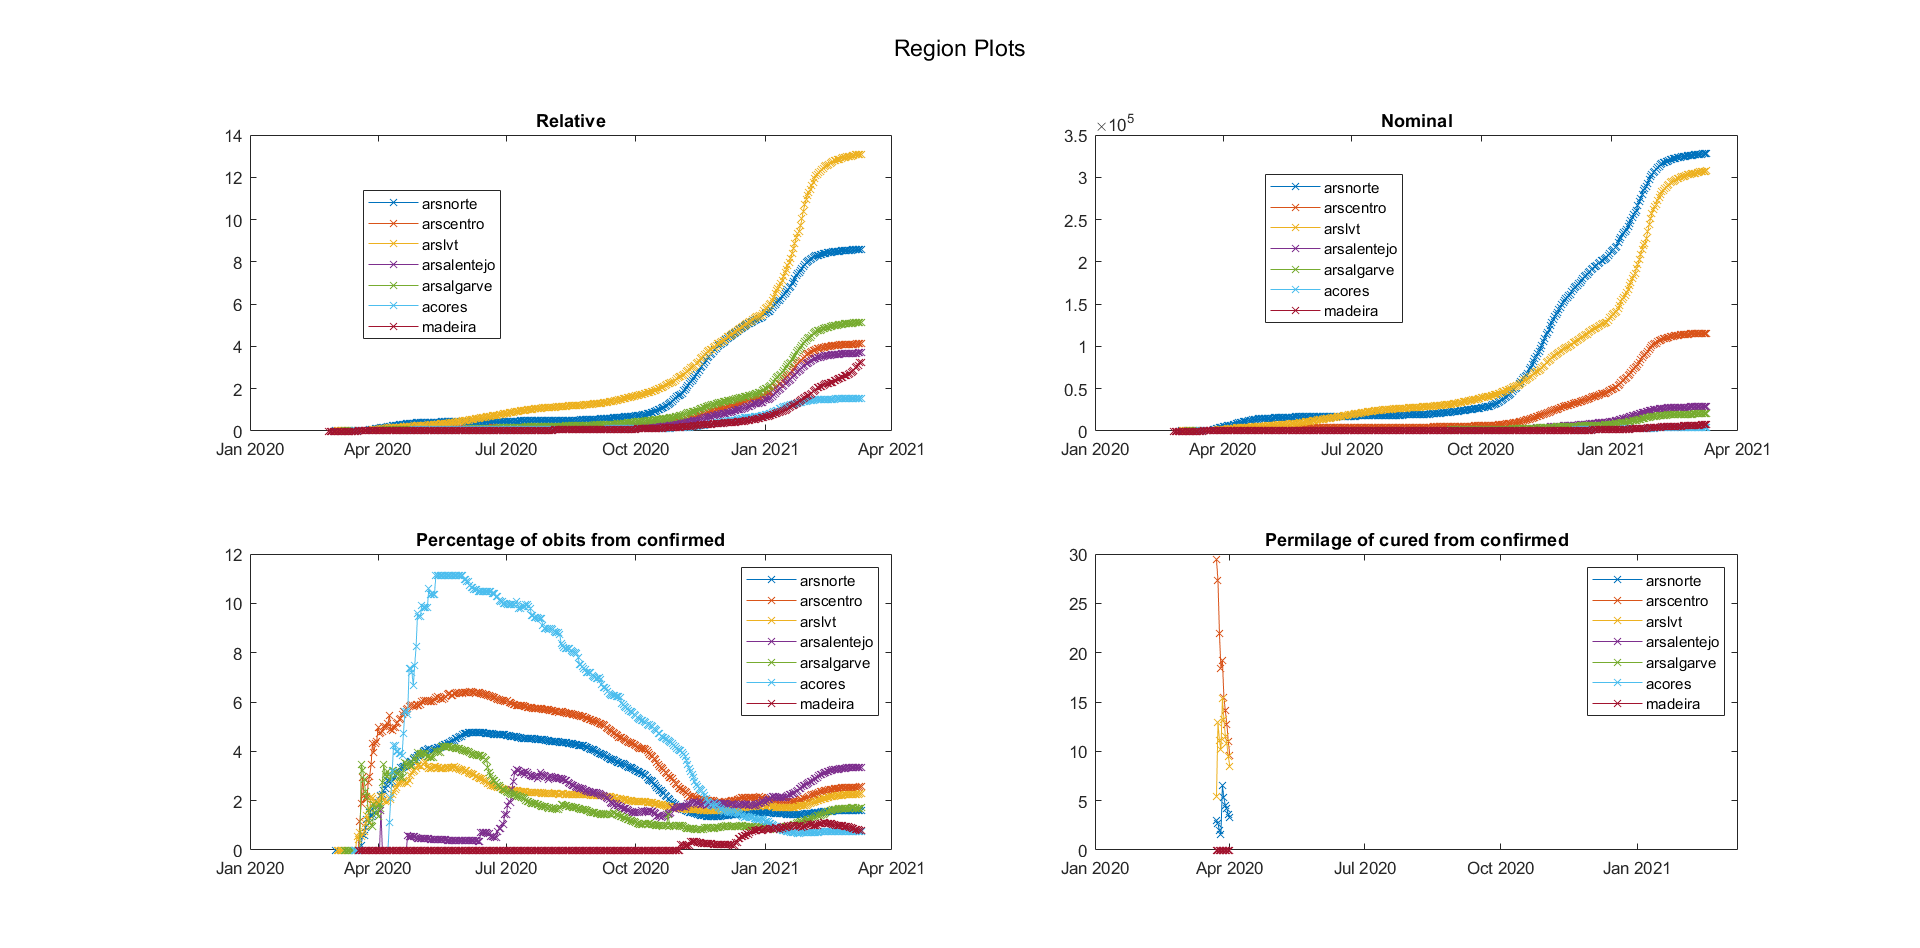 Region Plots
Relative
14
12
10
8
6
4
2
0
Jan 2020 Apr 2020 Jul 2020 Oct 2020 Jan 2021 Apr 2021
arsnorte
arscentro
arslvt
arsalentejo
arsalgarve
acores
madeira
Nominal
×10^5
3.5
3
2.5
2
1.5
1
0.5
0
Jan 2020 Apr 2020 Jul 2020 Oct 2020 Jan 2021 Apr 2021
arsnorte
arscentro
arslvt
arsalentejo
arsalgarve
acores
madeira
Percentage of obits from confirmed
12
10
8
6
4
2
0
Jan 2020 Apr 2020 Jul 2020 Oct 2020 Jan 2021 Apr 2021
arsnorte
arscentro
arslvt
arsalentejo
arsalgarve
acores
madeira
Permilage of cured from confirmed
30
25
20
15
10
5
0
Jan 2020 Apr 2020 Jul 2020 Oct 2020 Jan 2021
arsnorte
arscentro
arslvt
arsalentejo
arsalgarve
acores
madeira